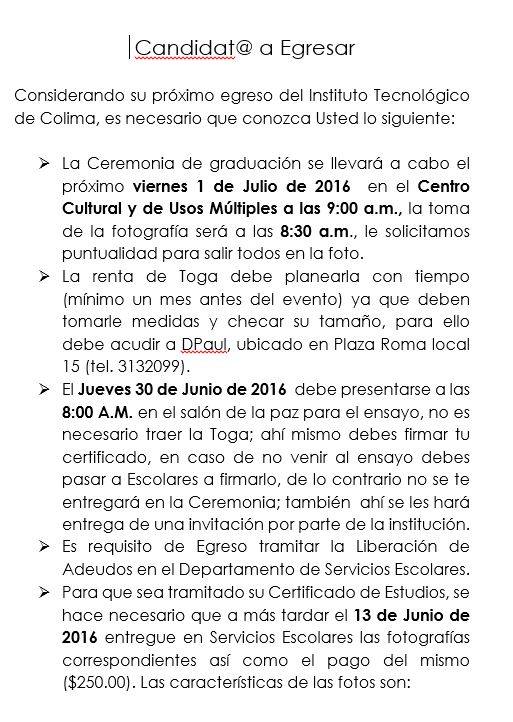 Candidat@ a Egresar
Considerando su próximo egreso del Instituto Tecnológico
de Colima, es necesario que conozca Usted lo siguiente:
➢ La Ceremonia de graduación se llevará a cabo el
próximo viernes 1 de Julio de 2016 en el Centro
Cultural y de Usos Múltiples a las 9:00 a.m., la toma
de la fotografía será a las 8:30 a.m., le solicitamos
puntualidad para salir todos en la foto.
➢ La renta de Toga debe planearla con tiempo
(mínimo un mes antes del evento) ya que deben
tomarle medidas y checar su tamaño, para ello
debe acudir a DPaul, ubicado en Plaza Roma local
15 (tel. 3132099).
➢ El Jueves 30 de Junio de 2016 debe presentarse a las
8:00 A.M. en el salón de la paz para el ensayo, no es
necesario traer la Toga; ahí mismo debes firmar tu
certificado, en caso de no venir al ensayo debes
pasar a Escolares a firmarlo, de lo contrario no se te
entregará en la Ceremonia; también ahí se les hará
entrega de una invitación por parte de la institución.
➢ Es requisito de Egreso tramitar la Liberación de
Adeudos en el Departamento de Servicios Escolares.
➢ Para que sea tramitado su Certificado de Estudios, se
hace necesario que a más tardar el 13 de Junio de
2016 entregue en Servicios Escolares las fotografías
correspondientes así como el pago del mismo
($250.00). Las características de las fotos son: